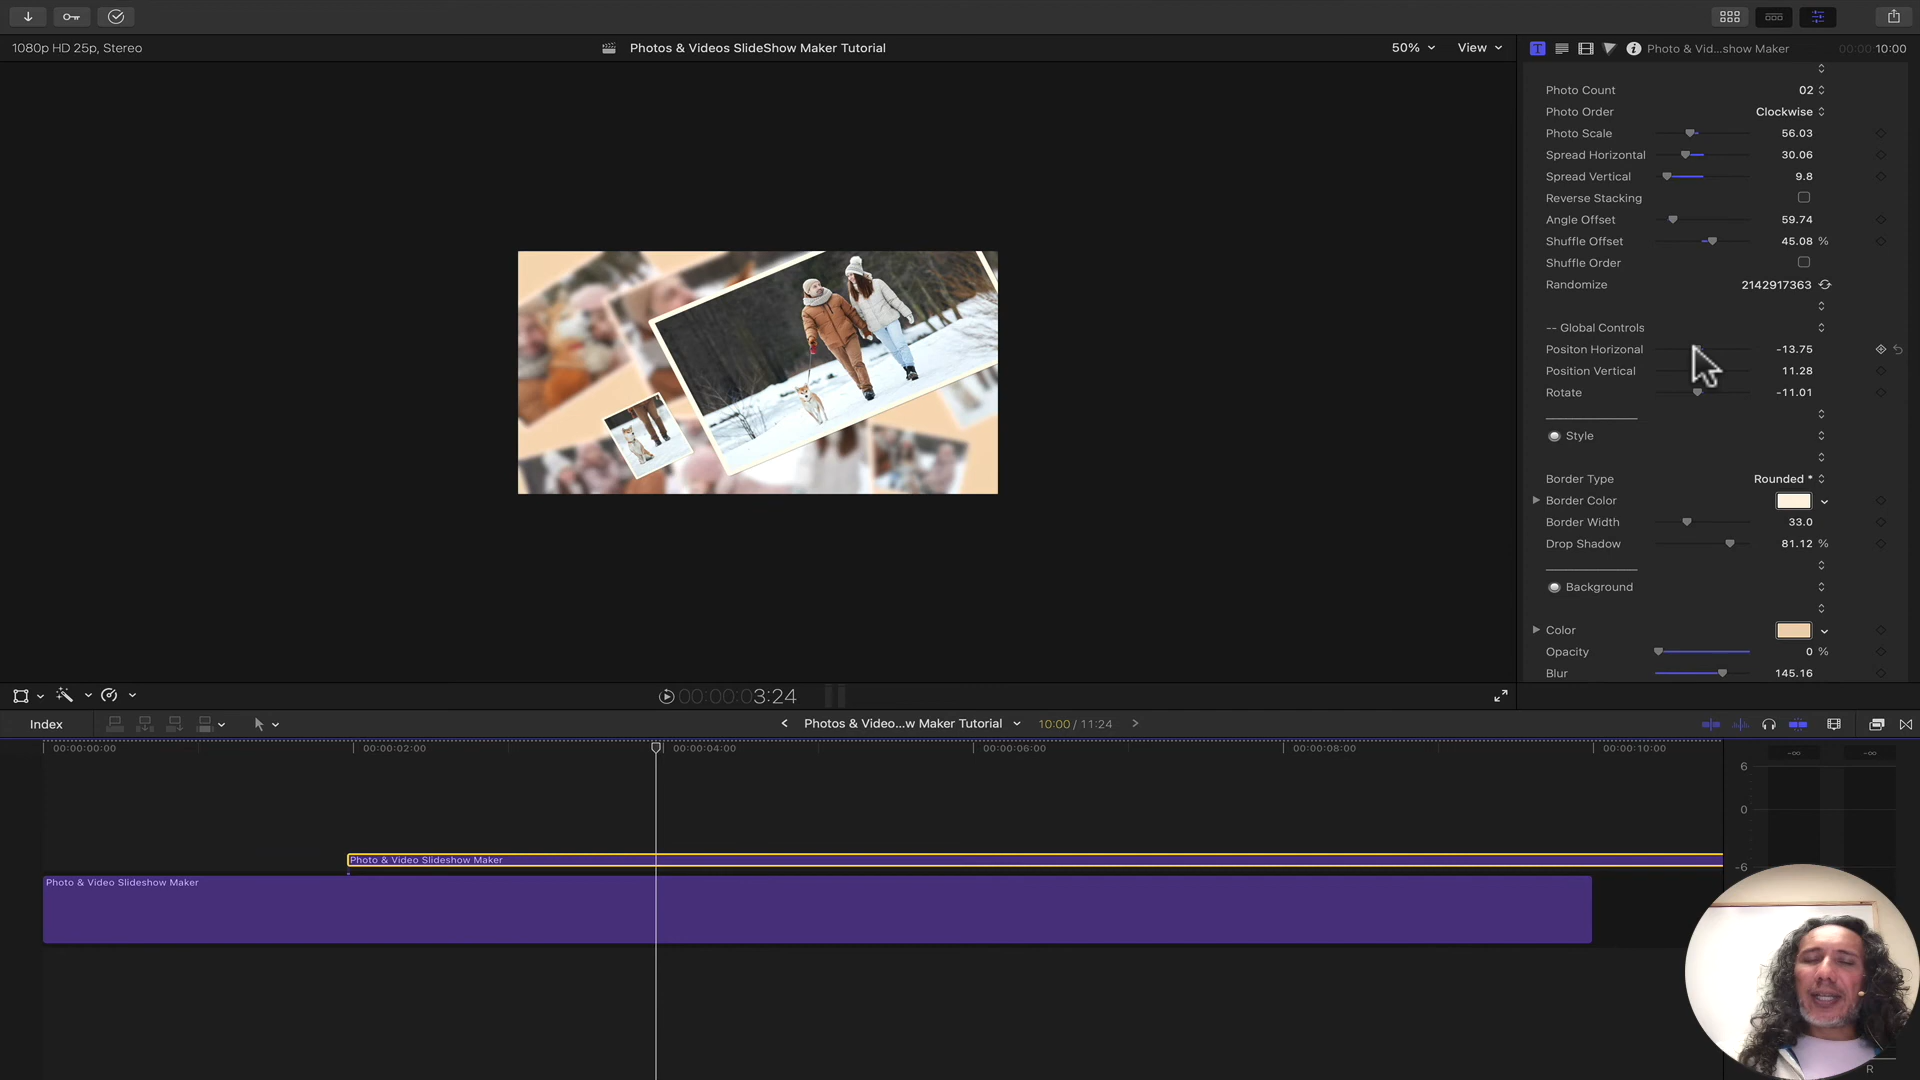 1080p HD 25p, Stereo
Photos & Videos SlideShow Maker Tutorial
50%
View
Photo & Vid...show Maker
00:00:10:00
Photo Count 02
Photo Order Clockwise
Photo Scale 56.03
Spread Horizontal 30.06
Spread Vertical 9.8
Reverse Stacking
Angle Offset 59.74
Shuffle Offset 45.08 %
Shuffle Order
Randomize 2142917363
-- Global Controls
Positon Horizonal -13.75
Position Vertical 11.28
Rotate -11.01
Style
Border Type Rounded *
Border Color
Border Width 33.0
Drop Shadow 81.12 %
Background
Color
Opacity 0 %
Blur 145.16
00:00:03:24
Index
Photos & Video...w Maker Tutorial
10:00 / 11:24
00:00:00:00
00:00:02:00
00:00:04:00
00:00:06:00
00:00:08:00
00:00:10:00
-∞ -∞
6
0
-6
Photo & Video Slideshow Maker
Photo & Video Slideshow Maker
R